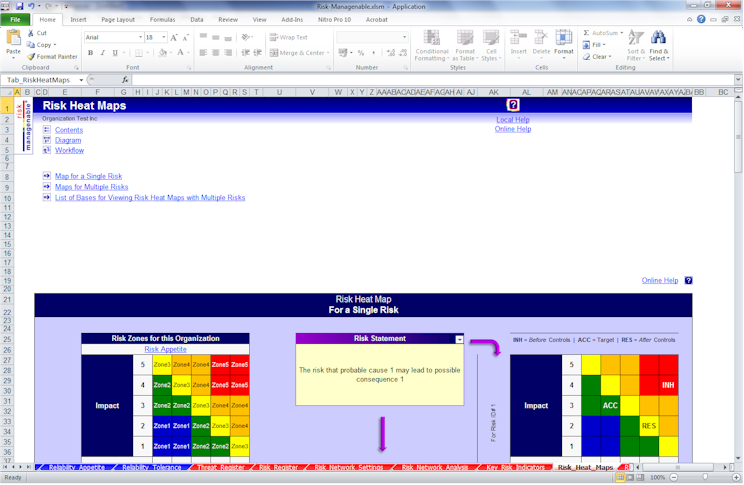 Risk-Manageable.xlsm - Application
File Home Insert Page Layout Formulas Data Review View Add-Ins Nitro Pro 10 Acrobat
Paste
Cut
Copy
Format Painter
Clipboard
Arial 18
B I U
Font
Wrap Text
Merge & Center
Alignment
Number
Conditional Formatting
Format as Table
Cell Styles
Styles
Insert Delete Format
Cells
AutoSum
Fill
Clear
Sort & Filter
Find & Select
Editing
Tab_RiskHeatMaps
fx
risk managenable
Risk Heat Maps
Organization Test Inc
Local Help
Online Help
Contents
Diagram
Workflow
Map for a Single Risk
Maps for Multiple Risks
List of Bases for Viewing Risk Heat Maps with Multiple Risks
Online Help
Risk Heat Map
For a Single Risk
Risk Zones for this Organization
Risk Appetite
Impact
5 Zone3 Zone4 Zone4 Zone5 Zone5
4 Zone2 Zone3 Zone4 Zone5 Zone5
3 Zone2 Zone2 Zone3 Zone4 Zone4
2 Zone1 Zone1 Zone2 Zone3 Zone4
1 Zone1 Zone1 Zone2 Zone2 Zone3
Risk Statement
The risk that probable cause 1 may lead to possible
consequence 1
For Risk ID# 1
INH = Before Controls | ACC = Target | RES = After Controls
Impact
5
4 INH
3 ACC
2 RES
1
Reliability_Appetite Reliability_Tolerance Threat_Register Risk_Register Risk_Network_Settings Risk_Network_Analysis Key_Risk_Indicators Risk_Heat_Maps
Ready
100%